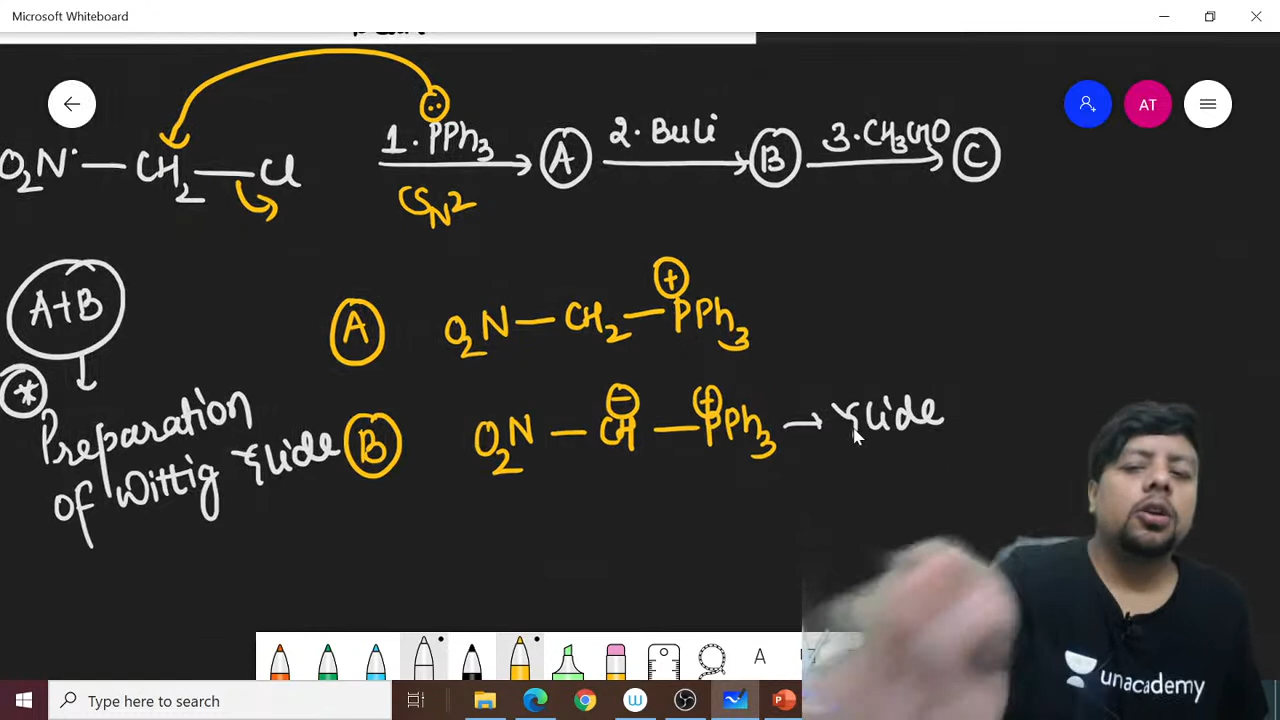 Microsoft Whiteboard
AT
O2N — CH2 — Cl 1. PPh3 A 2. BuLi B 3. CH3CHO C
SN2
A+B
A O2N — CH2 — PPh3 +
* Preparation of Wittig Ylide
B O2N — CH — PPh3 → Ylide
A
unacademy
Type here to search